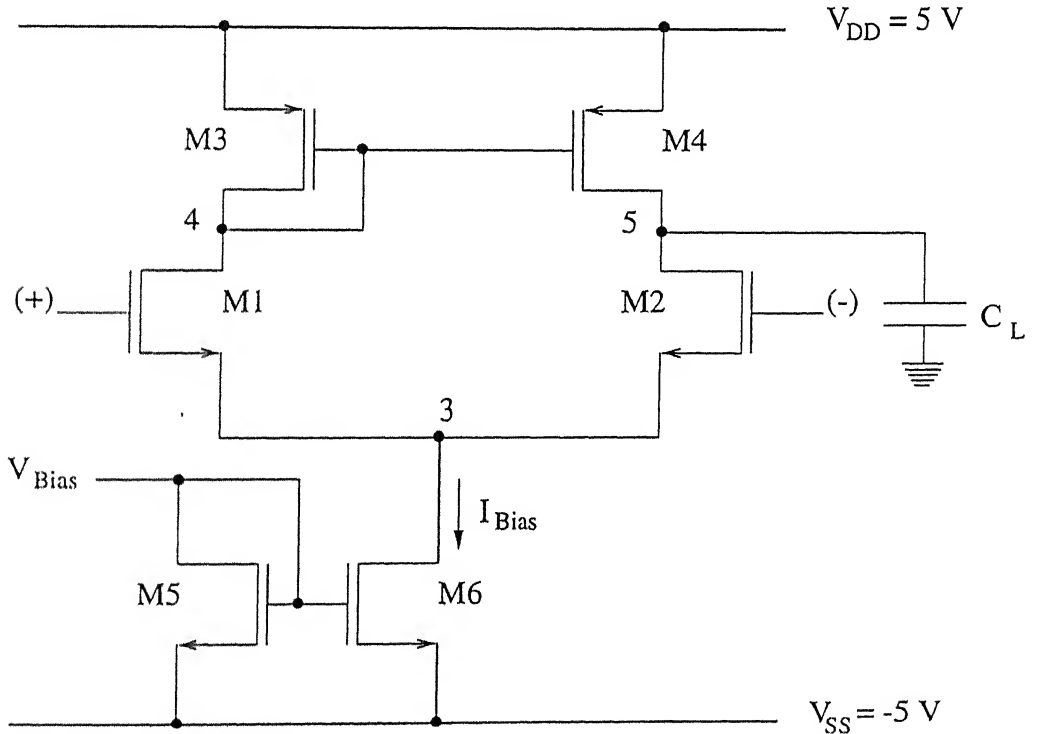 V_DD = 5 V
M3
M4
4
5
(+)
M1
M2
(-)
C_L
3
V_Bias
I_Bias
M5
M6
V_SS = -5 V